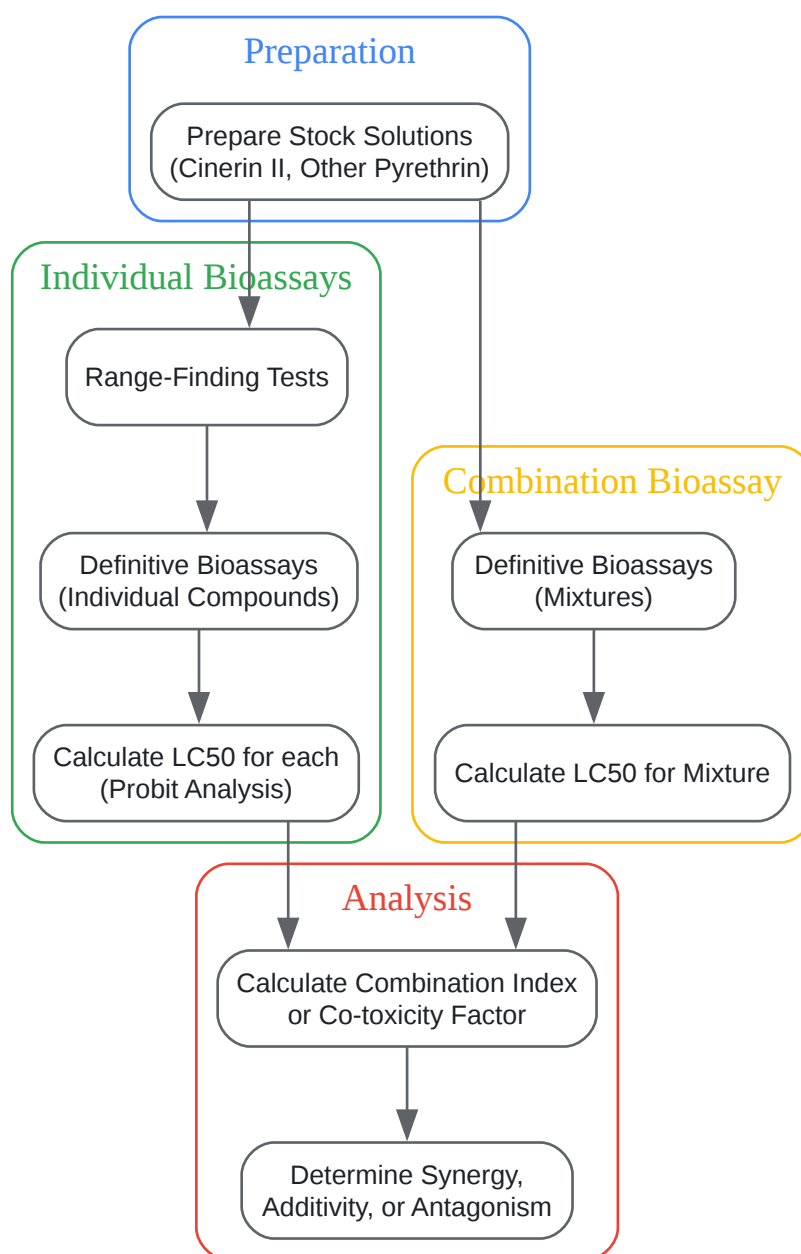 Preparation
Prepare Stock Solutions
(Cinerin II, Other Pyrethrin)
Individual Bioassays
Range-Finding Tests
Definitive Bioassays
(Individual Compounds)
Calculate LC50 for each
(Probit Analysis)
Combination Bioassay
Definitive Bioassays
(Mixtures)
Calculate LC50 for Mixture
Analysis
Calculate Combination Index
or Co-toxicity Factor
Determine Synergy,
Additivity, or Antagonism